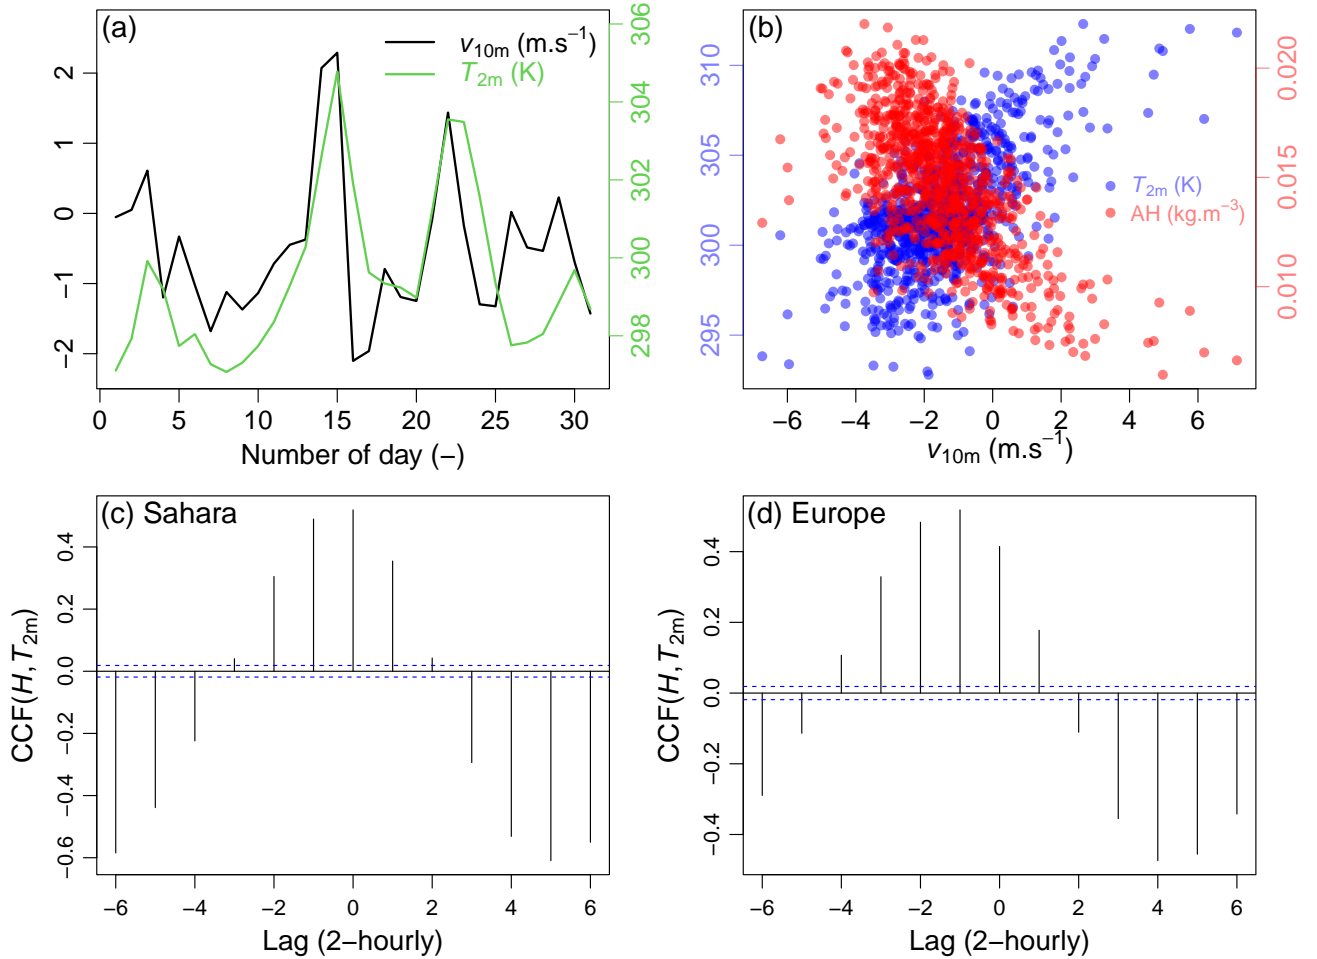 (a)
v10m (m.s−1)
T2m (K)
2
1
0
−1
−2
306
304
302
300
298
0 5 10 15 20 25 30
Number of day (−)
(b)
310
305
300
295
0.020
0.015
0.010
T2m (K)
AH (kg.m−3)
−6 −4 −2 0 2 4 6
v10m (m.s−1)
(c) Sahara
CCF(H, T2m)
0.4
0.2
0.0
−0.2
−0.4
−0.6
−6 −4 −2 0 2 4 6
Lag (2−hourly)
(d) Europe
CCF(H, T2m)
0.4
0.2
0.0
−0.2
−0.4
−6 −4 −2 0 2 4 6
Lag (2−hourly)